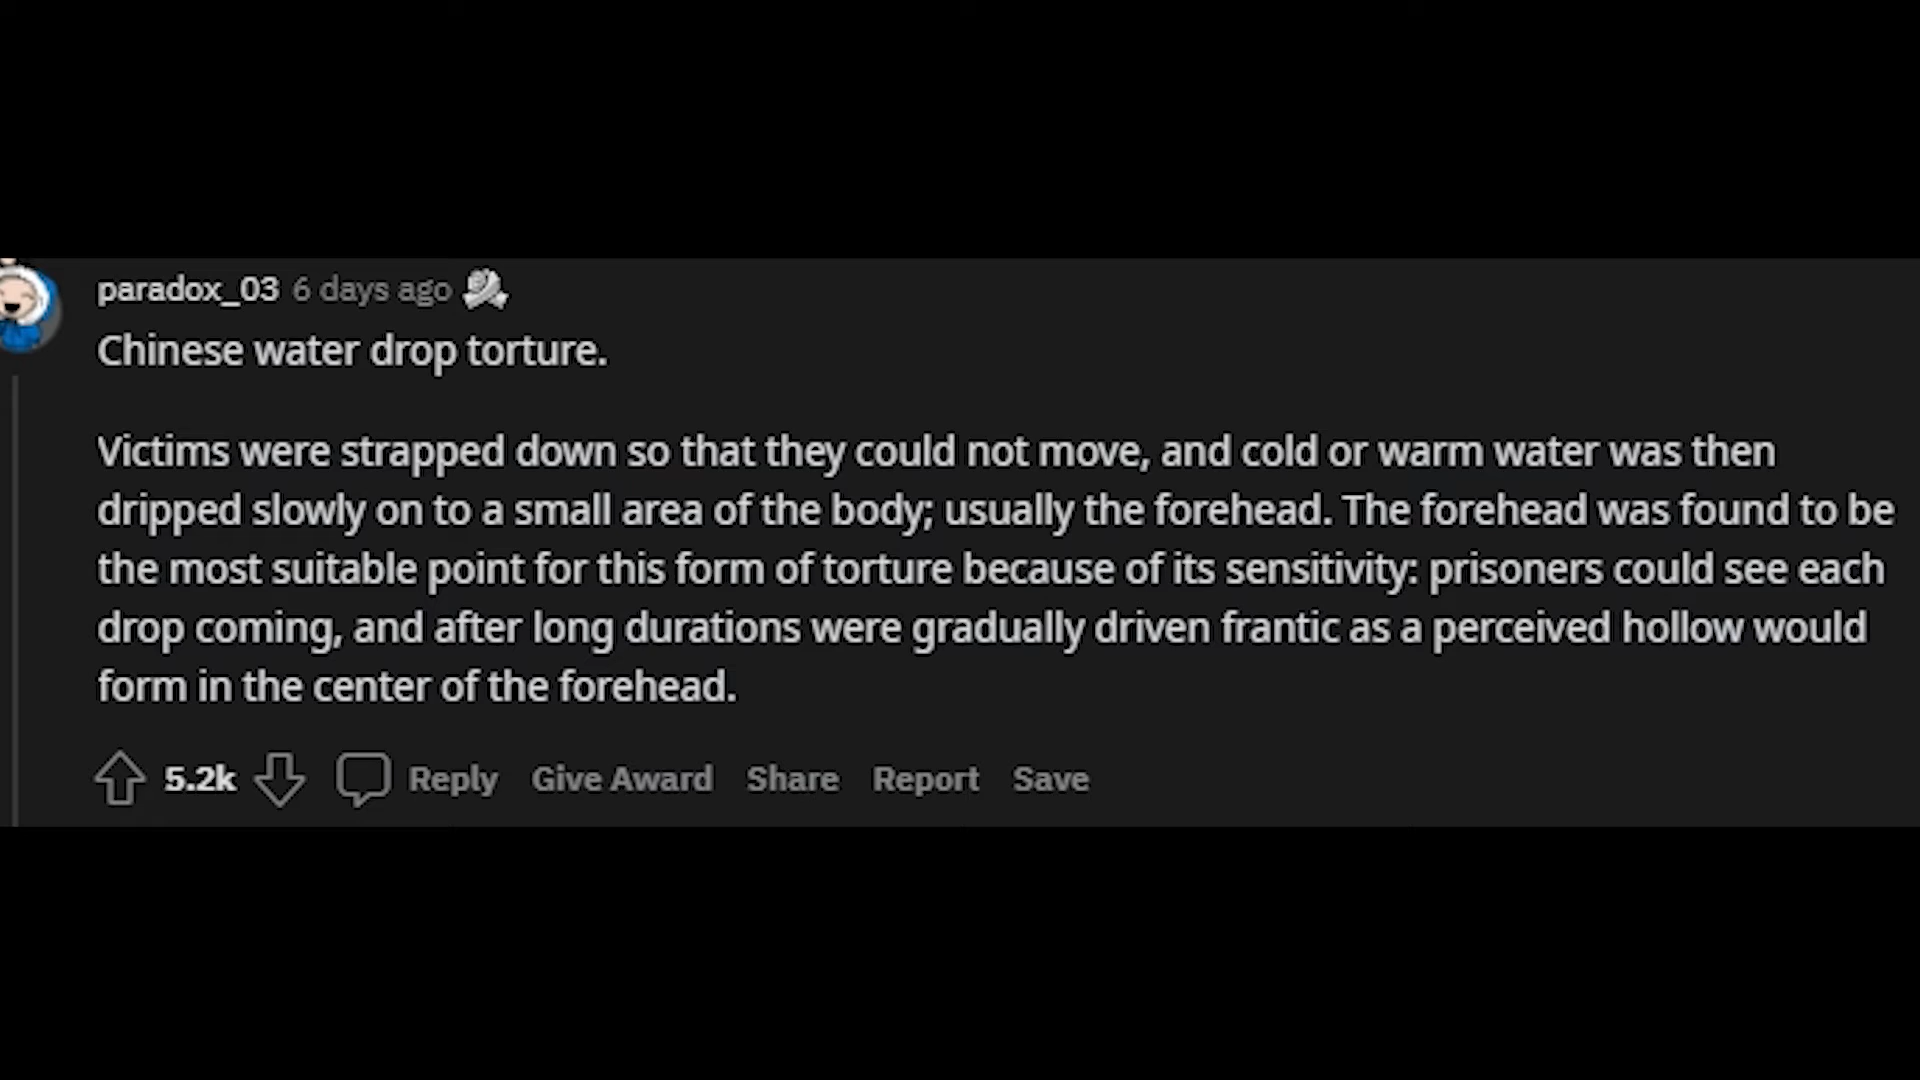 paradox_03 6 days ago
Chinese water drop torture.
Victims were strapped down so that they could not move, and cold or warm water was then
dripped slowly on to a small area of the body; usually the forehead. The forehead was found to be
the most suitable point for this form of torture because of its sensitivity: prisoners could see each
drop coming, and after long durations were gradually driven frantic as a perceived hollow would
form in the center of the forehead.
5.2k Reply Give Award Share Report Save